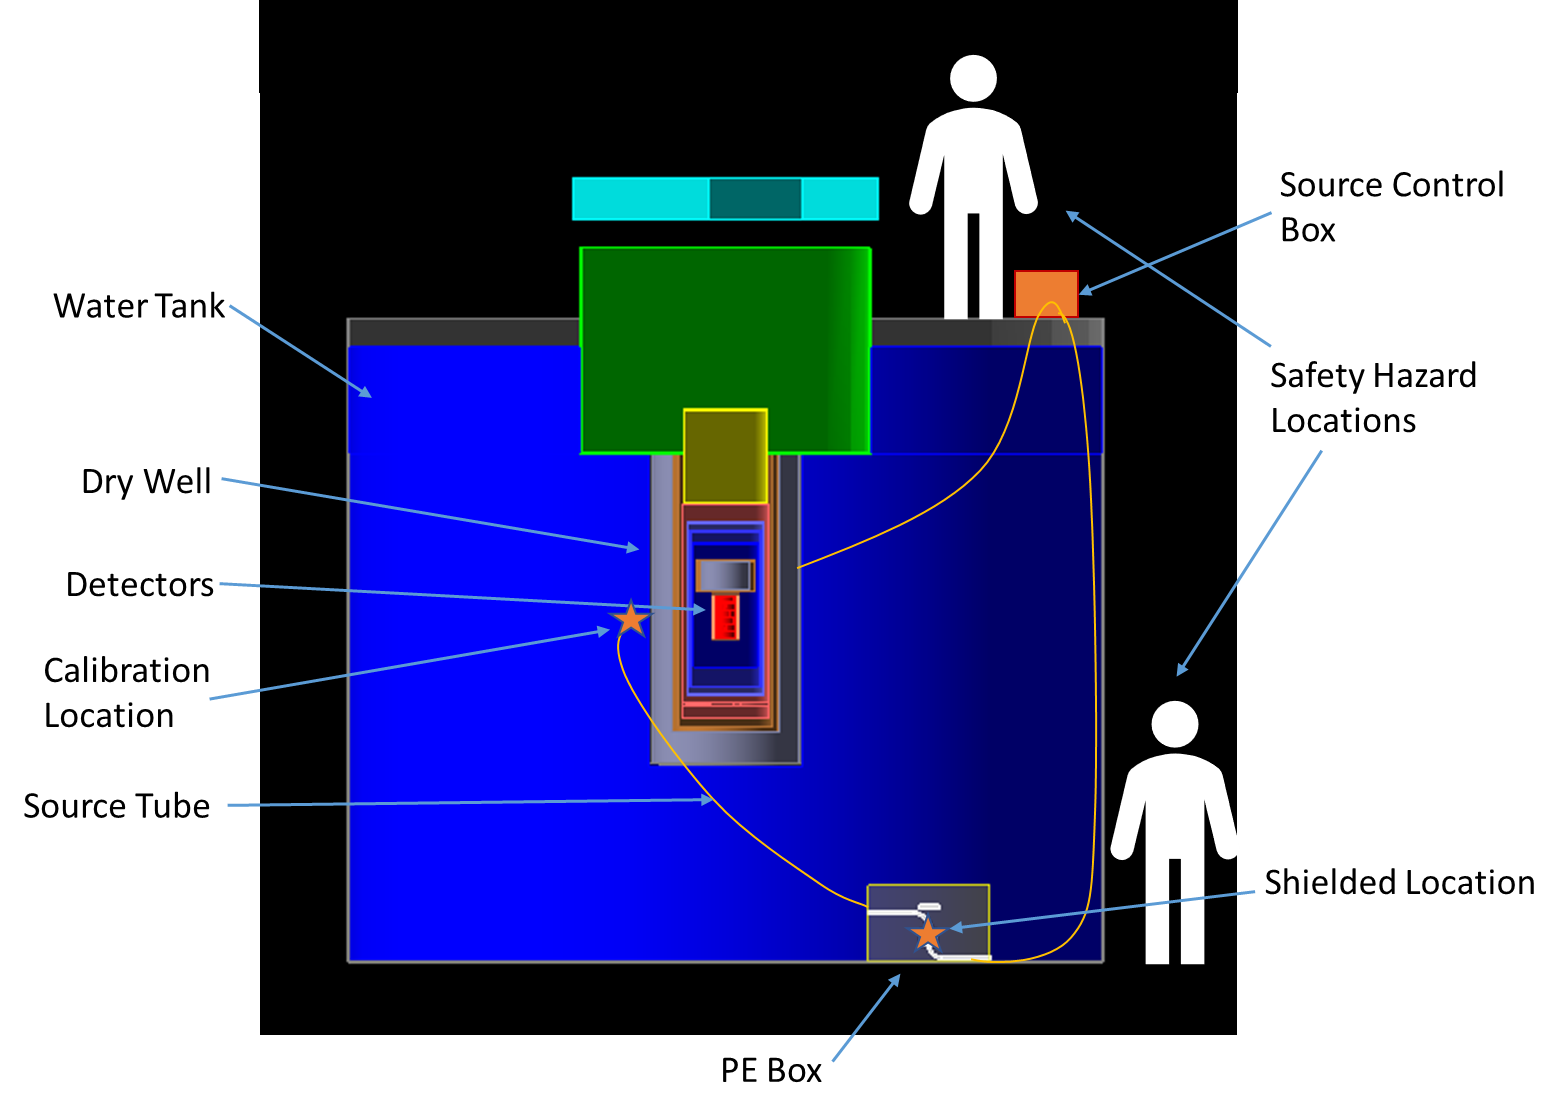 Source Control
Box
Water Tank
Safety Hazard
Locations
Dry Well
Detectors
Calibration
Location
Source Tube
Shielded Location
PE Box